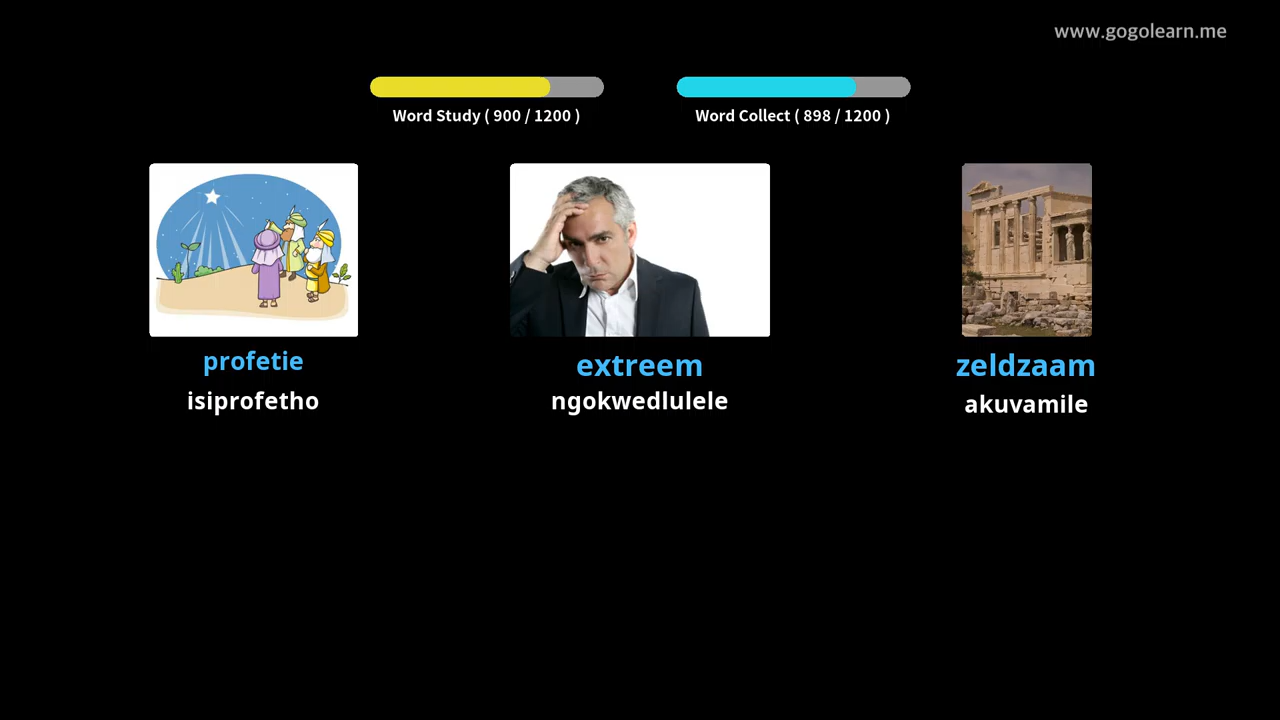 www.gogolearn.me
Word Study ( 900 / 1200 )
Word Collect ( 898 / 1200 )
profetie
extreem
zeldzaam
isiprofetho
ngokwedlulele
akuvamile